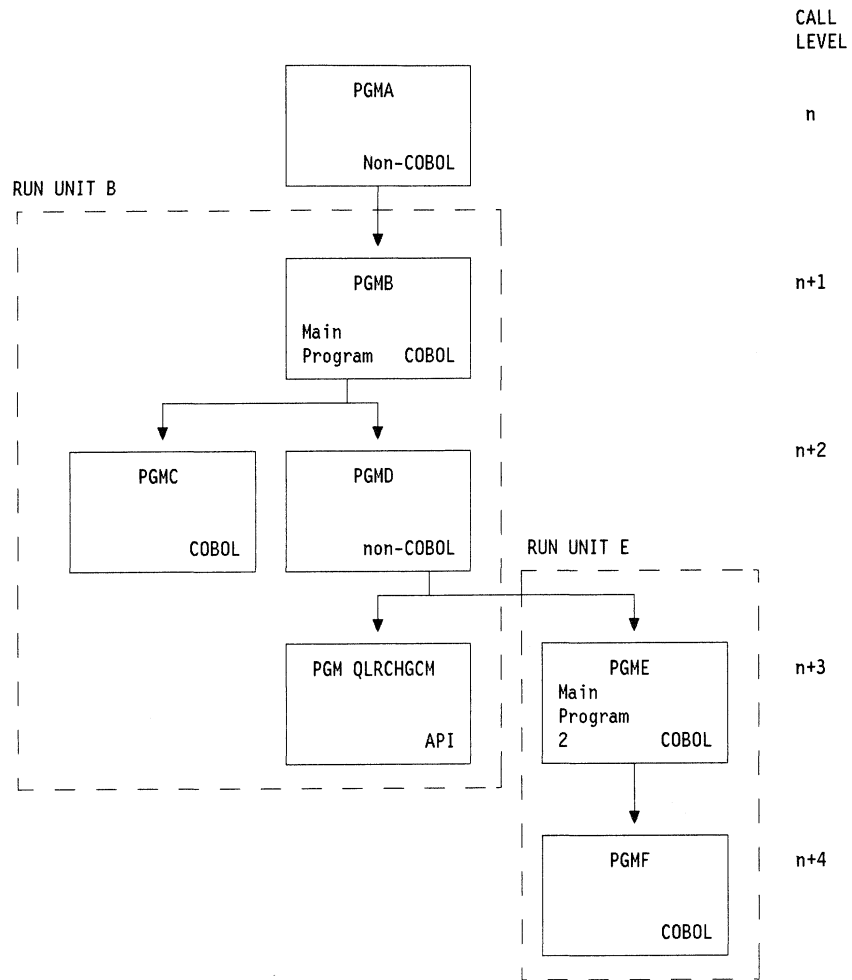 CALL
LEVEL
PGMA
n
Non-COBOL
RUN UNIT B
PGMB
n+1
Main
Program COBOL
PGMC
PGMD
n+2
COBOL
non-COBOL
RUN UNIT E
PGM QLRCHGCM
API
PGME
n+3
Main
Program
2 COBOL
PGMF
n+4
COBOL